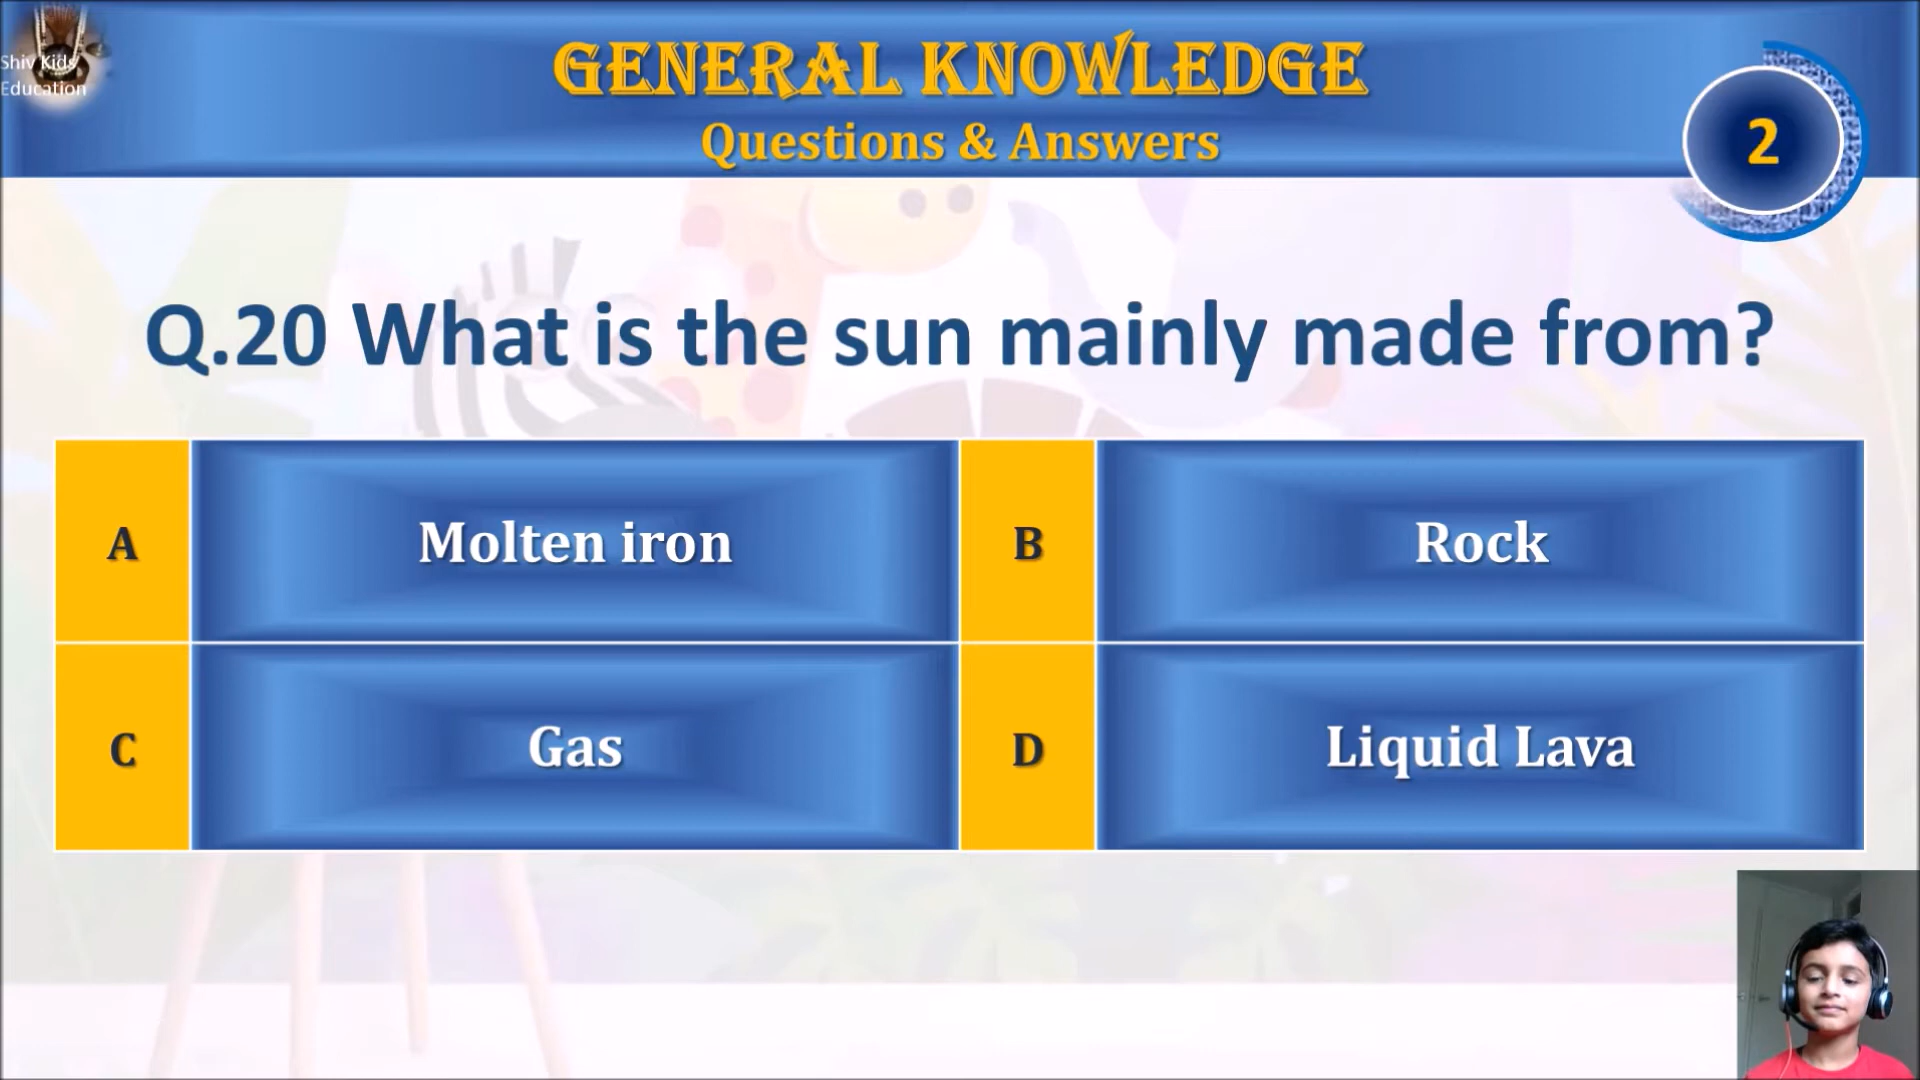 Shiv Kids
Education
GENERAL KNOWLEDGE
Questions & Answers
2
Q.20 What is the sun mainly made from?
A
Molten iron
B
Rock
C
Gas
D
Liquid Lava